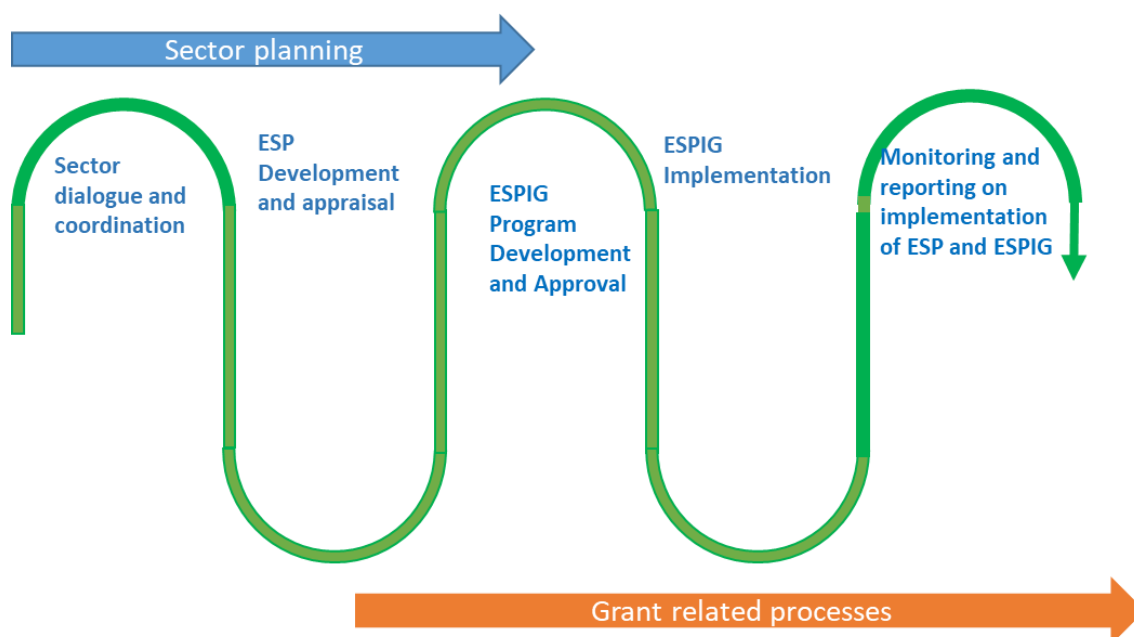 Sector planning
Sector
dialogue and
coordination
ESP
Development
and appraisal
ESPIG
Program
Development
and Approval
ESPIG
Implementation
Monitoring and
reporting on
implementation
of ESP and ESPIG
Grant related processes